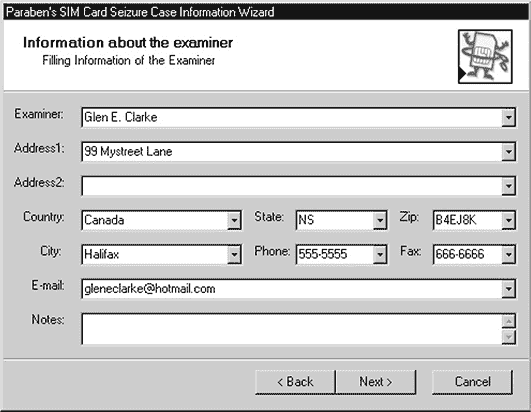 Paraben's SIM Card Seizure Case Information Wizard
Information about the examiner
Filling Information of the Examiner
Examiner: Glen E. Clarke
Address1: 99 Mystreet Lane
Address2:
Country: Canada State: NS Zip: B4EJ8K
City: Halifax Phone: 555-5555 Fax: 666-6666
E-mail: gleneclarke@hotmail.com
Notes:
< Back Next > Cancel